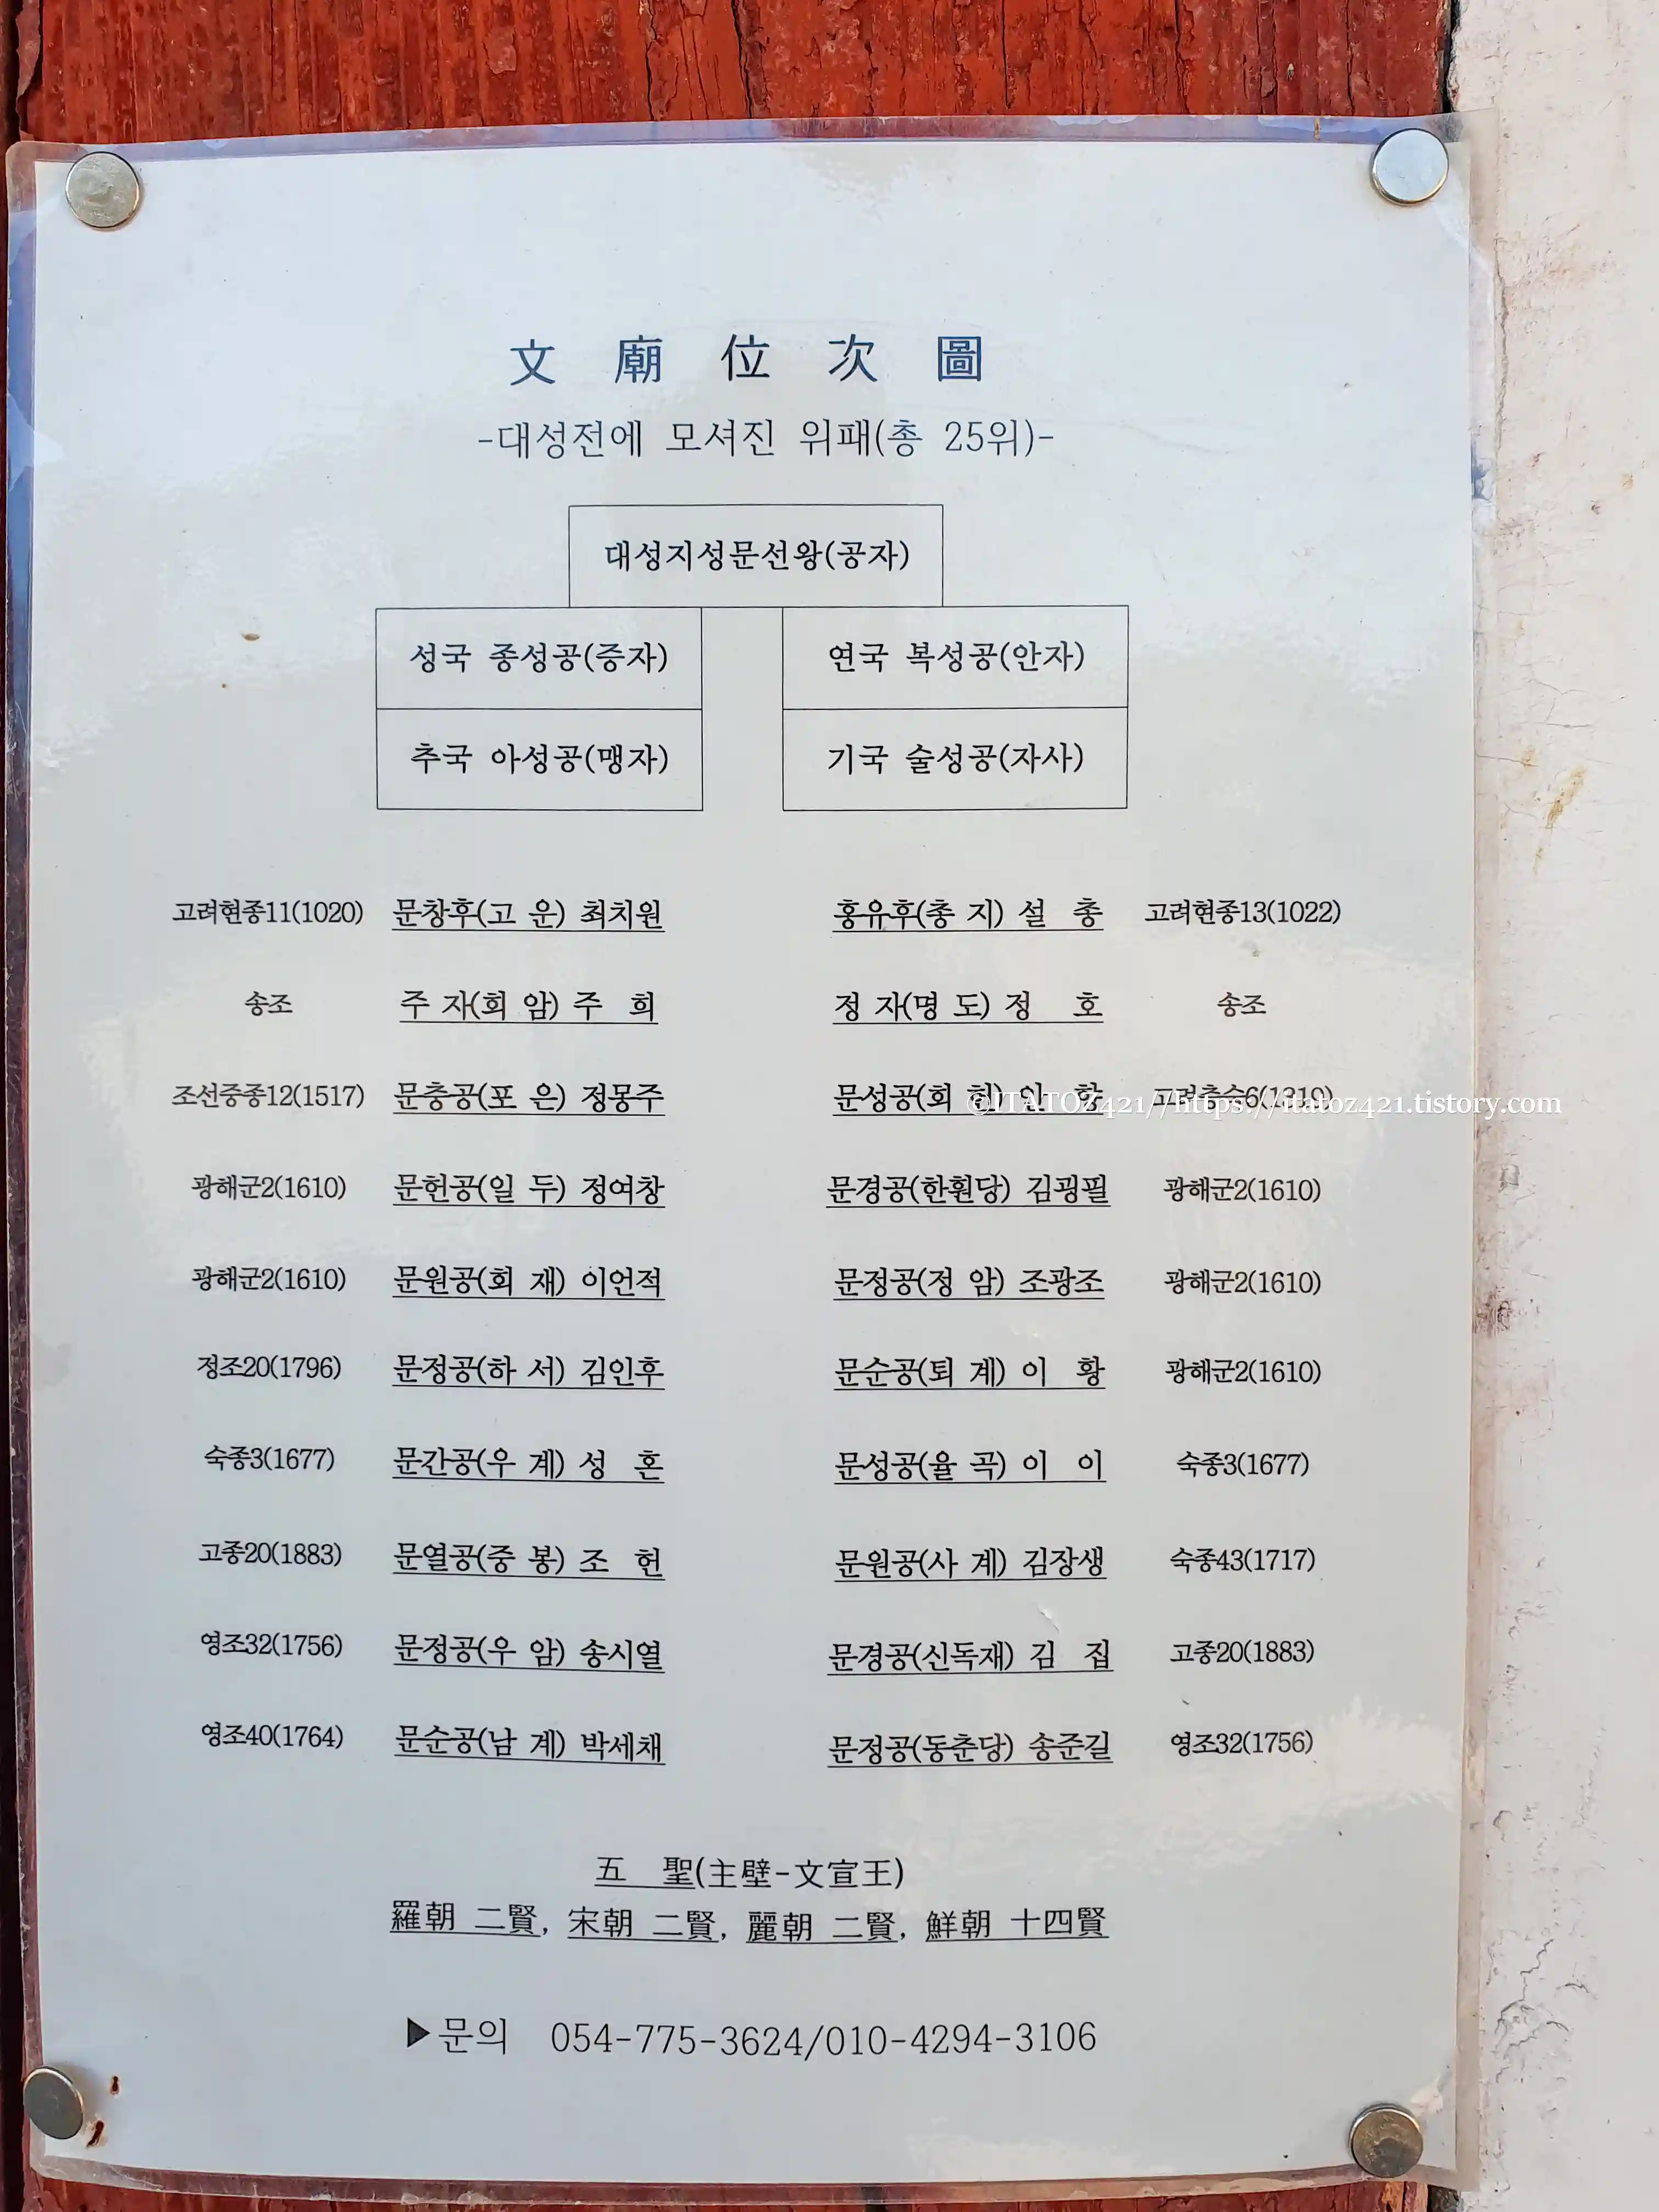 文 廟 位 次 圖
-대성전에 모셔진 위패(총 25위)-
대성지성문선왕(공자)
성국 종성공(증자) 연국 복성공(안자)
추국 아성공(맹자) 기국 술성공(자사)
고려현종11(1020) 문창후(고 운) 최치원 홍유후(총 지) 설 총 고려현종13(1022)
송조 주 자(회 암) 주 희 정 자(명 도) 정 호 송조
조선중종12(1517) 문충공(포 은) 정몽주 문성공(회 헌) 안 향 고려충숙6(1319)
광해군2(1610) 문헌공(일 두) 정여창 문경공(한훤당) 김굉필 광해군2(1610)
광해군2(1610) 문원공(회 재) 이언적 문정공(정 암) 조광조 광해군2(1610)
정조20(1796) 문정공(하 서) 김인후 문순공(퇴 계) 이 황 광해군2(1610)
숙종3(1677) 문간공(우 계) 성 혼 문성공(율 곡) 이 이 숙종3(1677)
고종20(1883) 문열공(중 봉) 조 헌 문원공(사 계) 김장생 숙종43(1717)
영조32(1756) 문정공(우 암) 송시열 문경공(신독재) 김 집 고종20(1883)
영조40(1764) 문순공(남 계) 박세채 문정공(동춘당) 송준길 영조32(1756)
五 聖(主壁-文宣王)
羅朝 二賢, 宋朝 二賢, 麗朝 二賢, 鮮朝 十四賢
▶문의 054-775-3624/010-4294-3106
©ITATOZ421//https://itatoz421.tistory.com